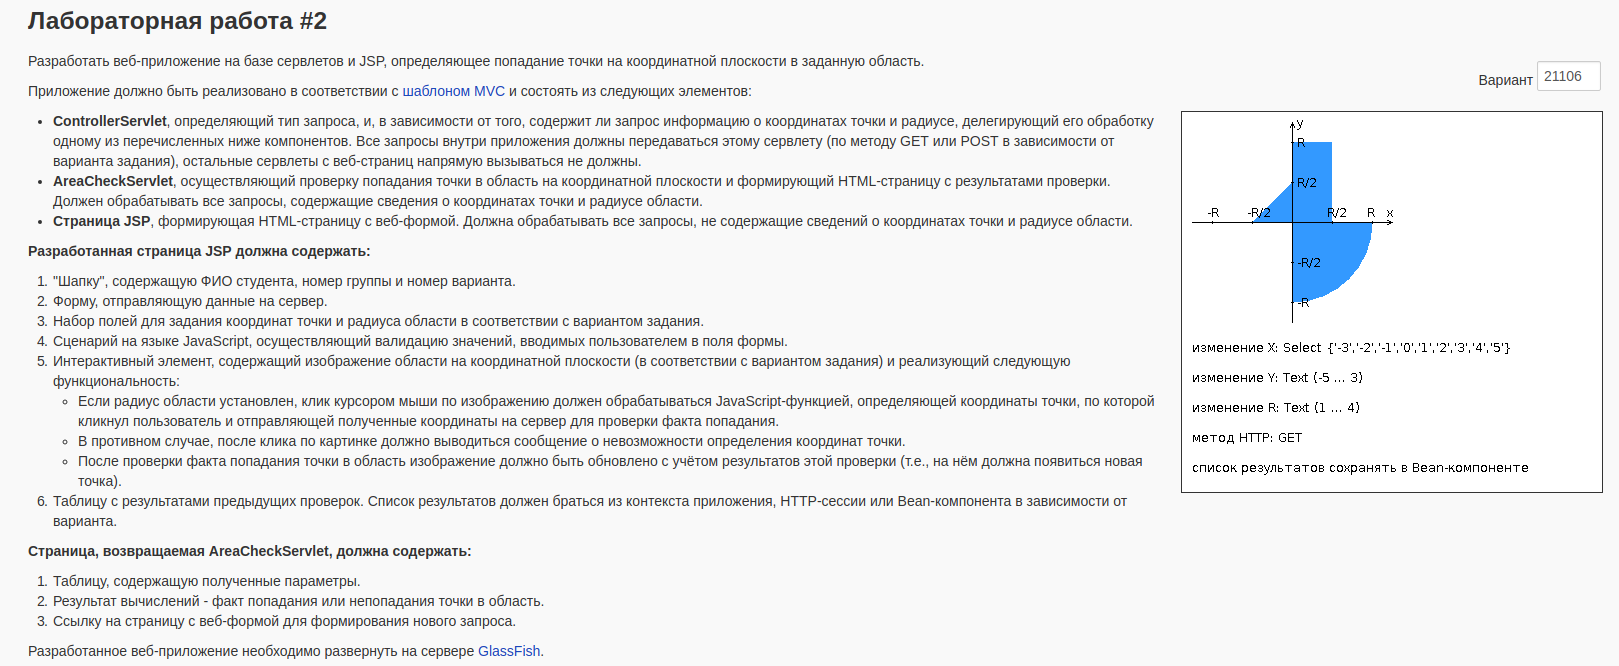 Лабораторная работа #2
Разработать веб-приложение на базе сервлетов и JSP, определяющее попадание точки на координатной плоскости в заданную область.
Приложение должно быть реализовано в соответствии с шаблоном MVC и состоять из следующих элементов:
• ControllerServlet, определяющий тип запроса, и, в зависимости от того, содержит ли запрос информацию о координатах точки и радиусе, делегирующий его обработку
одному из перечисленных ниже компонентов. Все запросы внутри приложения должны передаваться этому сервлету (по методу GET или POST в зависимости от
варианта задания), остальные сервлеты с веб-страниц напрямую вызываться не должны.
• AreaCheckServlet, осуществляющий проверку попадания точки в область на координатной плоскости и формирующий HTML-страницу с результатами проверки.
Должен обрабатывать все запросы, содержащие сведения о координатах точки и радиусе области.
• Страница JSP, формирующая HTML-страницу с веб-формой. Должна обрабатывать все запросы, не содержащие сведений о координатах точки и радиусе области.
Разработанная страница JSP должна содержать:
1. "Шапку", содержащую ФИО студента, номер группы и номер варианта.
2. Форму, отправляющую данные на сервер.
3. Набор полей для задания координат точки и радиуса области в соответствии с вариантом задания.
4. Сценарий на языке JavaScript, осуществляющий валидацию значений, вводимых пользователем в поля формы.
5. Интерактивный элемент, содержащий изображение области на координатной плоскости (в соответствии с вариантом задания) и реализующий следующую
функциональность:
◦ Если радиус области установлен, клик курсором мыши по изображению должен обрабатываться JavaScript-функцией, определяющей координаты точки, по которой
кликнул пользователь и отправляющей полученные координаты на сервер для проверки факта попадания.
◦ В противном случае, после клика по картинке должно выводиться сообщение о невозможности определения координат точки.
◦ После проверки факта попадания точки в область изображение должно быть обновлено с учётом результатов этой проверки (т.е., на нём должна появиться новая
точка).
6. Таблицу с результатами предыдущих проверок. Список результатов должен браться из контекста приложения, HTTP-сессии или Bean-компонента в зависимости от
варианта.
Страница, возвращаемая AreaCheckServlet, должна содержать:
1. Таблицу, содержащую полученные параметры.
2. Результат вычислений - факт попадания или непопадания точки в область.
3. Ссылку на страницу с веб-формой для формирования нового запроса.
Разработанное веб-приложение необходимо развернуть на сервере GlassFish.
Вариант 21106
y
R
R/2
-R -R/2 R/2 R x
-R/2
-R
изменение X: Select {'-3','-2','-1','0','1','2','3','4','5'}
изменение Y: Text (-5 ... 3)
изменение R: Text (1 ... 4)
метод HTTP: GET
список результатов сохранять в Bean-компоненте